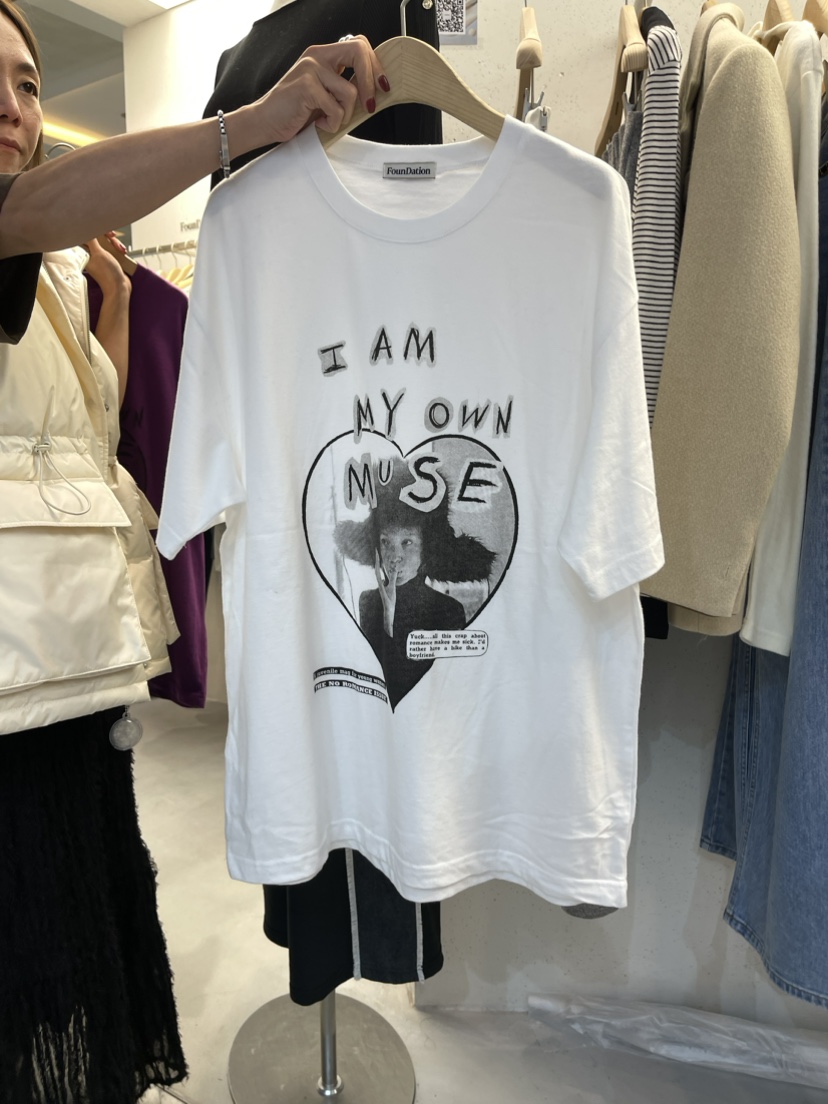 FounDation
I AM
MY OWN
MUSE
Yuck....all this crap about
romance makes me sick. I'd
rather have a bike than a
boyfriend.
THE NO ROMANCE